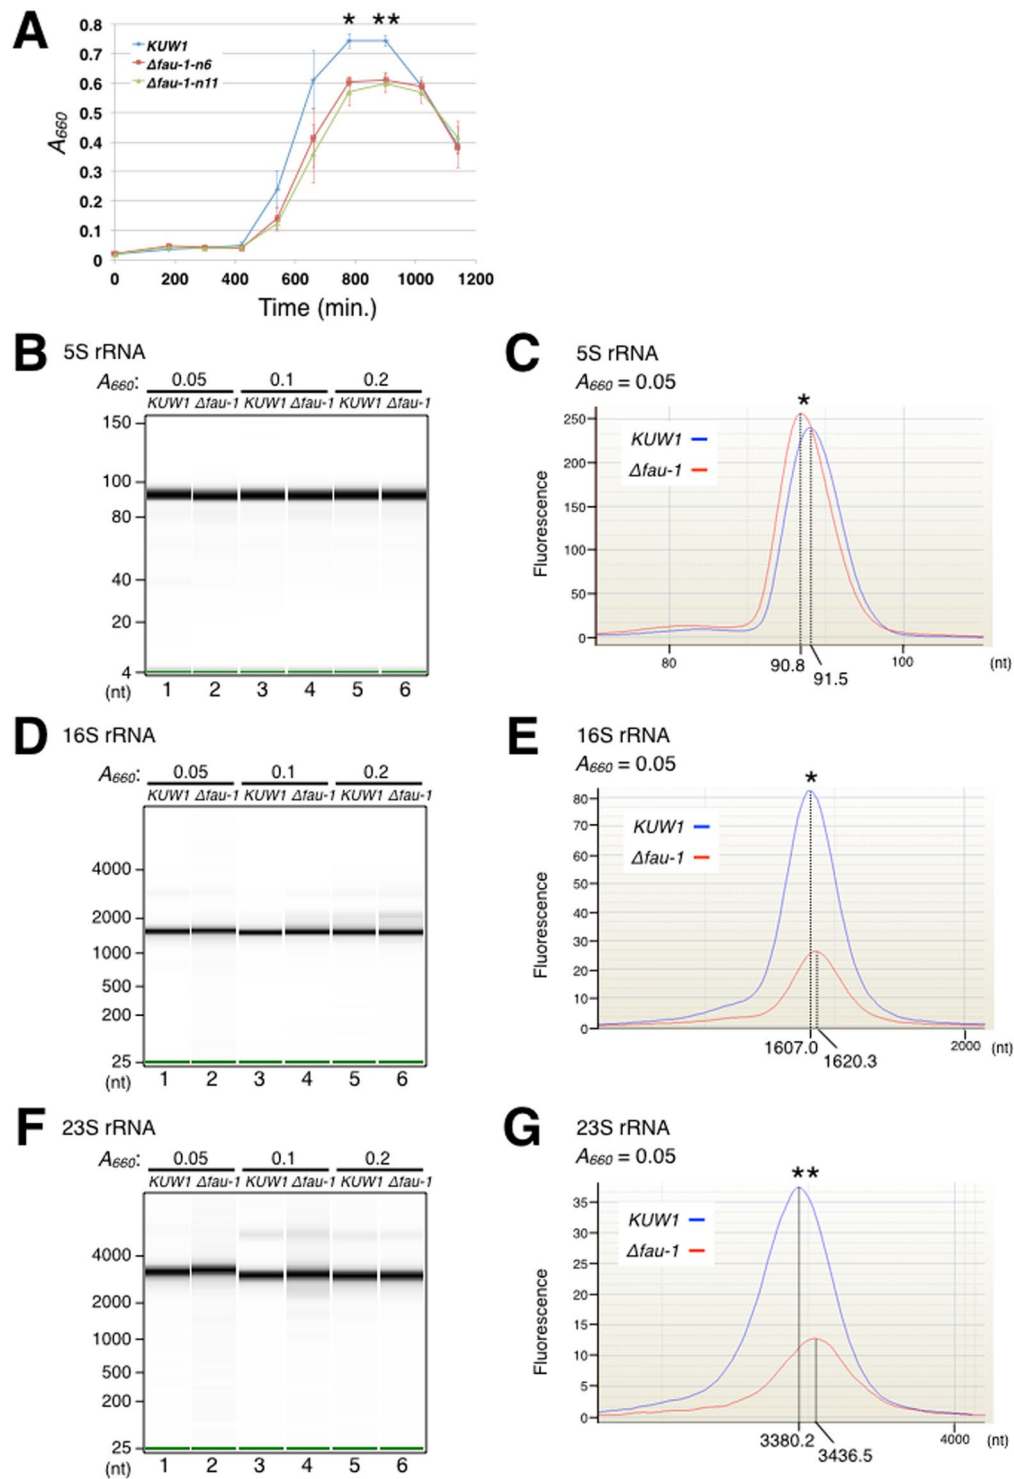 A
* **
0.8
0.7
0.6
0.5
0.4
0.3
0.2
0.1
0
A660
KUW1
Δfau-1-n6
Δfau-1-n11
0 200 400 600 800 1000 1200
Time (min.)
B 5S rRNA
A660: 0.05 0.1 0.2
KUW1 Δfau-1 KUW1 Δfau-1 KUW1 Δfau-1
150
100
80
40
20
4
(nt) 1 2 3 4 5 6
C 5S rRNA
A660 = 0.05
*
250
200
150
100
50
0
Fluorescence
KUW1
Δfau-1
80 90.8 91.5 100 (nt)
D 16S rRNA
A660: 0.05 0.1 0.2
KUW1 Δfau-1 KUW1 Δfau-1 KUW1 Δfau-1
4000
2000
1000
500
200
25
(nt) 1 2 3 4 5 6
E 16S rRNA
A660 = 0.05
*
80
70
60
50
40
30
20
10
0
Fluorescence
KUW1
Δfau-1
1607.0 1620.3 2000 (nt)
F 23S rRNA
A660: 0.05 0.1 0.2
KUW1 Δfau-1 KUW1 Δfau-1 KUW1 Δfau-1
4000
2000
1000
500
200
25
(nt) 1 2 3 4 5 6
G 23S rRNA
A660 = 0.05
**
35
30
25
20
15
10
5
0
Fluorescence
KUW1
Δfau-1
3380.2 3436.5 4000 (nt)